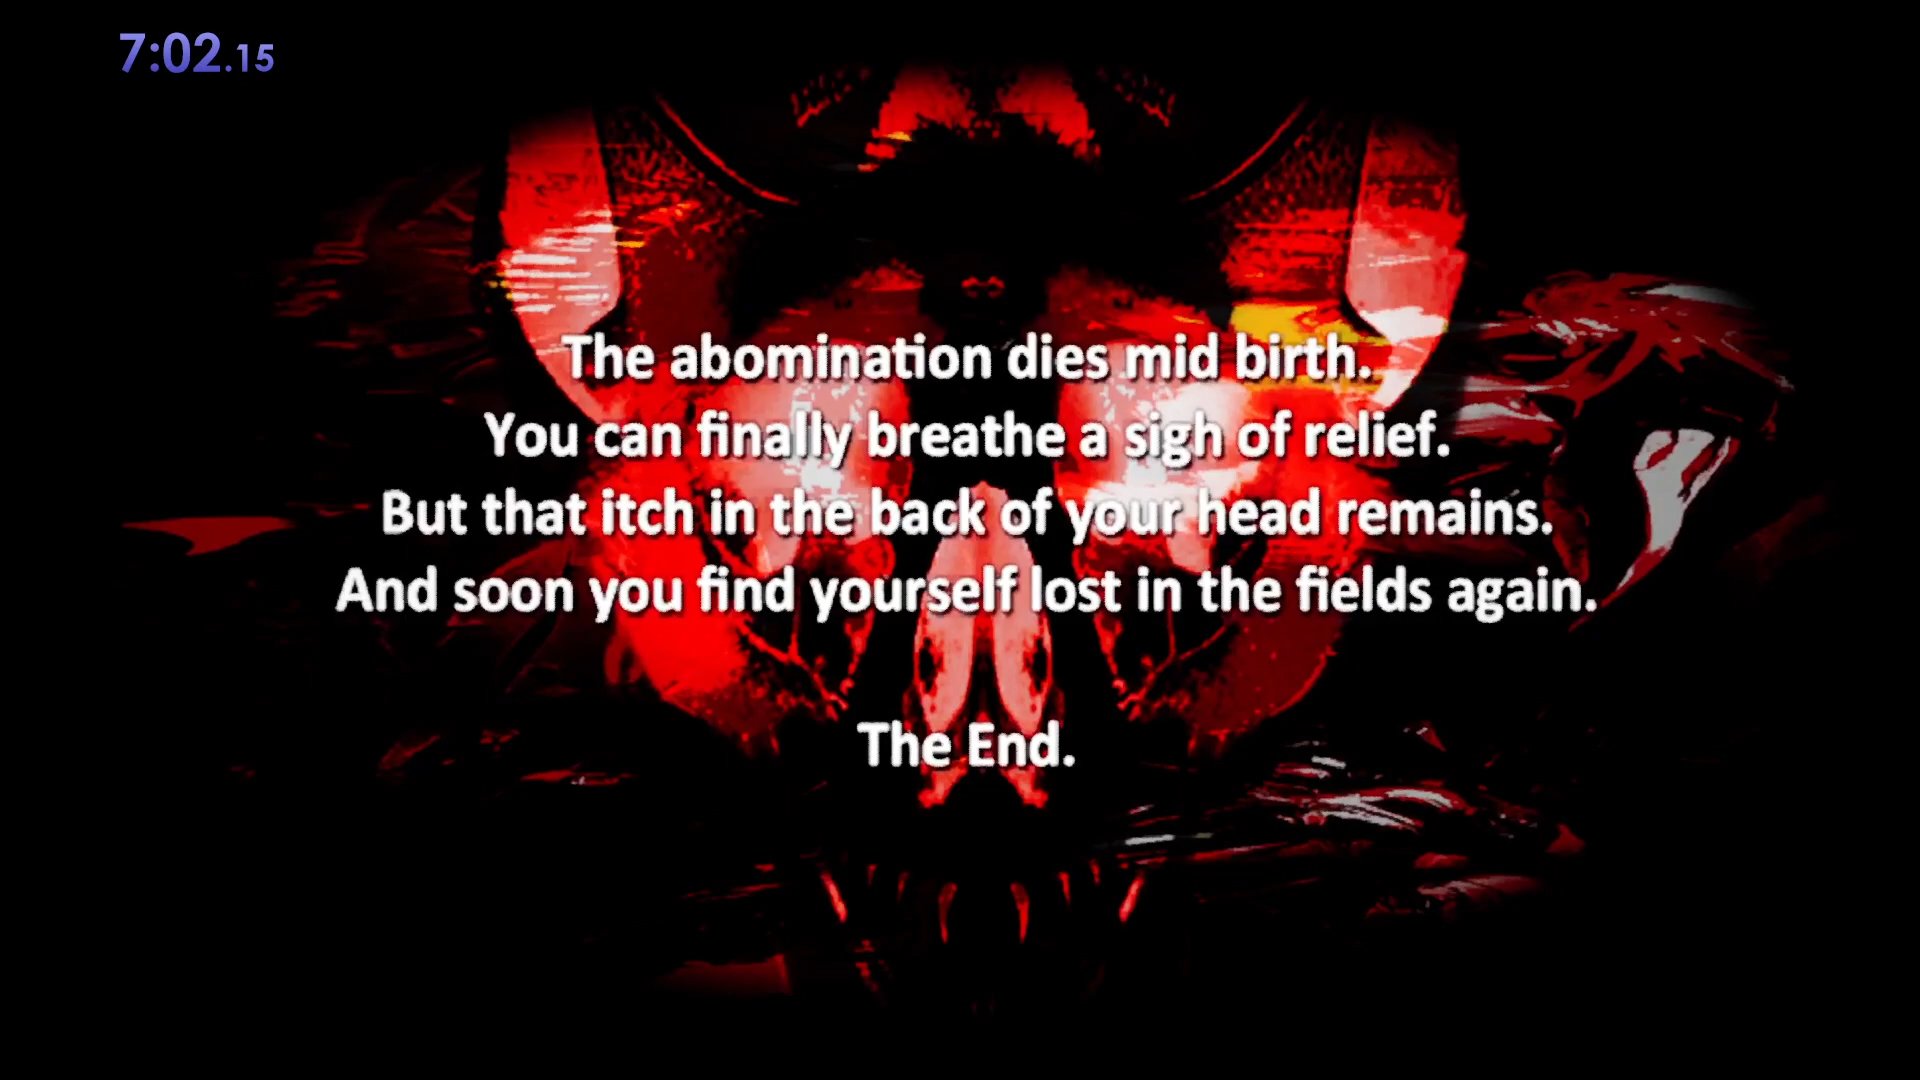 7:02.15
The abomination dies mid birth.
You can finally breathe a sigh of relief.
But that itch in the back of your head remains.
And soon you find yourself lost in the fields again.
The End.